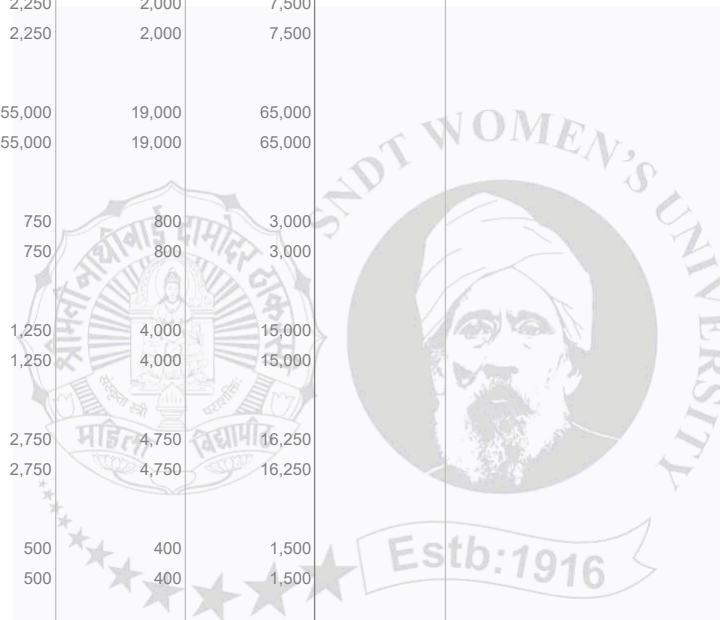 2,250 2,000 7,500
2,250 2,000 7,500
55,000 19,000 65,000
55,000 19,000 65,000
SNDT WOMEN'S UNIVERSITY
750 800 3,000
750 800 3,000
श्रीमती नाथीबाई दामोदर ठाकरसी
1,250 4,000 15,000
1,250 4,000 15,000
संस्कृता स्त्री पराशक्तिः
महिला विद्यापीठ
2,750 4,750 16,250
2,750 4,750 16,250
500 400 1,500
500 400 1,500
Estb:1916